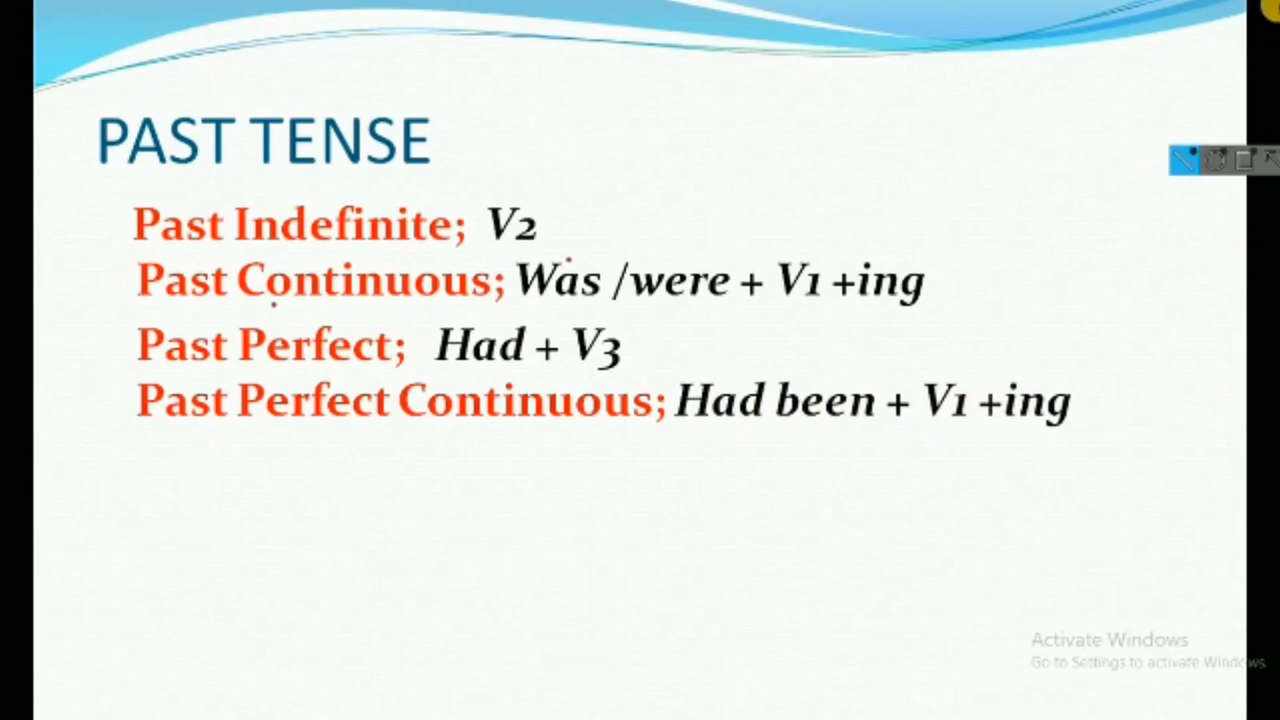 PAST TENSE
Past Indefinite; V2
Past Continuous; Was /were + V1 +ing
Past Perfect; Had + V3
Past Perfect Continuous; Had been + V1 +ing
Activate Windows
Go to Settings to activate Windows.